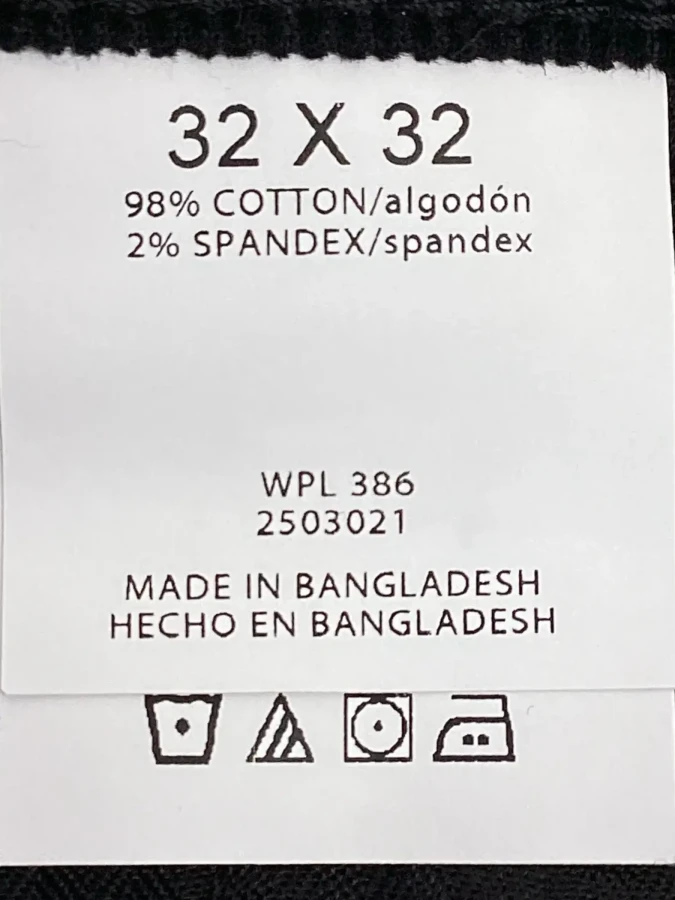 32 X 32
98% COTTON/algodón
2% SPANDEX/spandex
WPL 386
2503021
MADE IN BANGLADESH
HECHO EN BANGLADESH